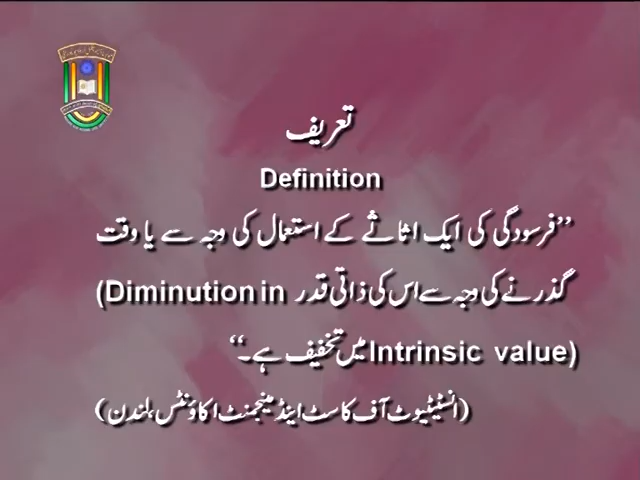 تعریف
Definition
”فرسودگی کی ایک اثاثے کے استعمال کی وجہ سے یا وقت
گذرنے کی وجہ سے اس کی ذاتی قدر (Diminution in
Intrinsic value) میں تخفیف ہے۔“
(انسٹیٹیوٹ آف کاسٹ اینڈ مینجمنٹ اکاؤنٹس، لندن)